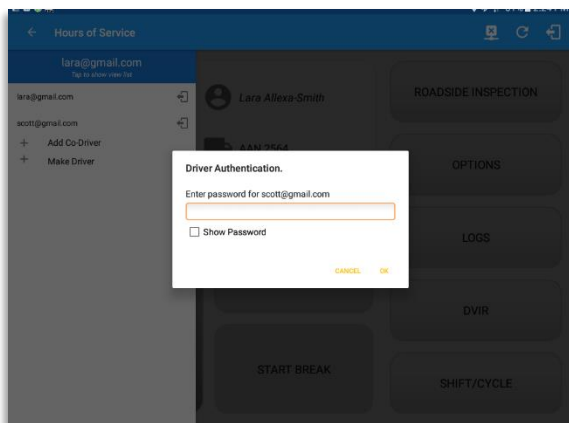 Hours of Service
lara@gmail.com
Tap to show view list
lara@gmail.com
scott@gmail.com
+ Add Co-Driver
+ Make Driver
Lara Allexa-Smith
AAN 2564
Driver Authentication.
Enter password for scott@gmail.com
Show Password
CANCEL OK
START BREAK
ROADSIDE INSPECTION
OPTIONS
LOGS
DVIR
SHIFT/CYCLE